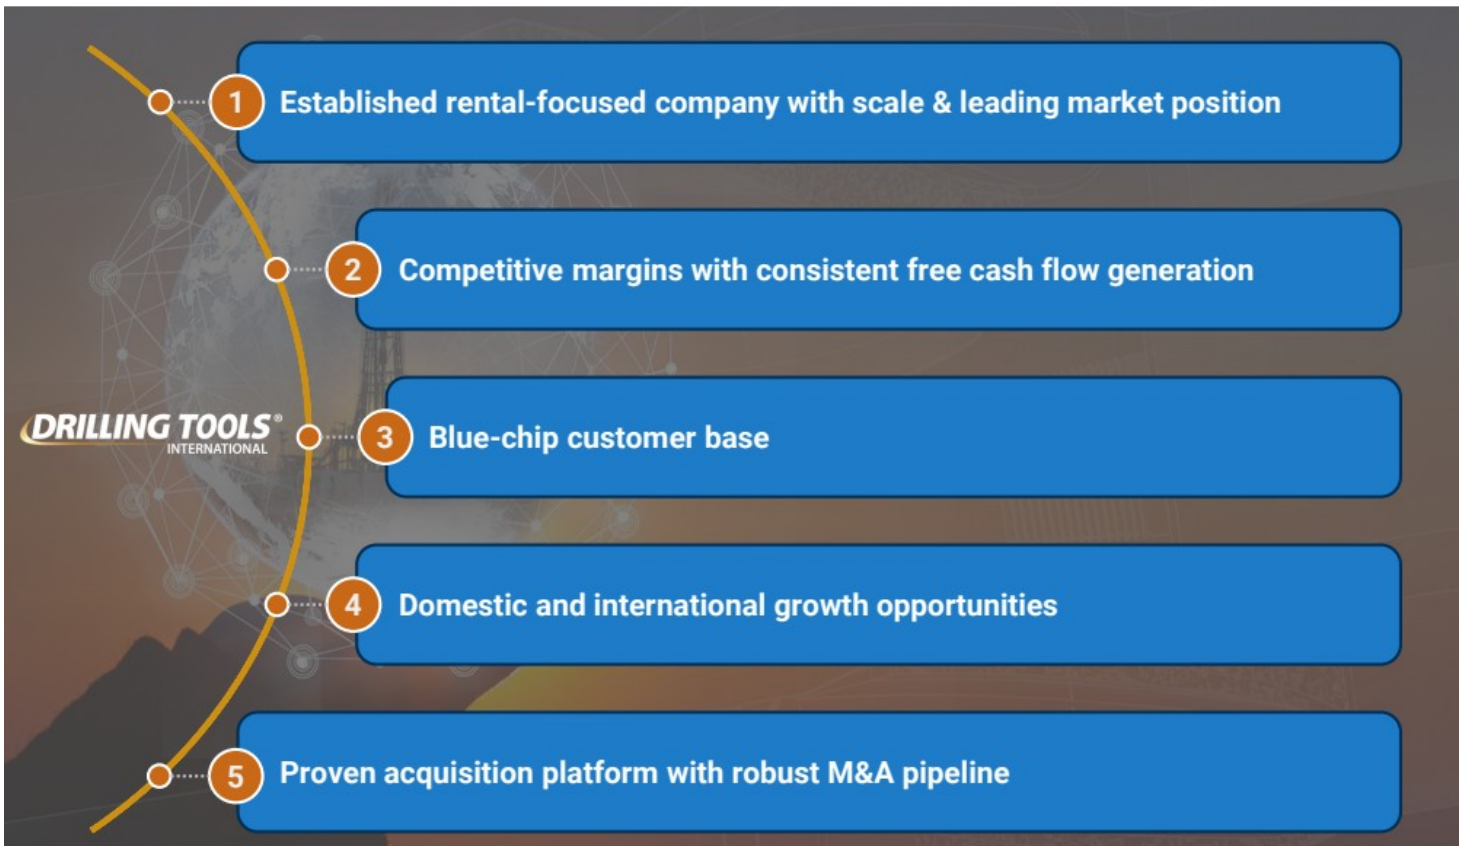 1
Established rental-focused company with scale & leading market position
2
Competitive margins with consistent free cash flow generation
DRILLING TOOLS®
INTERNATIONAL
3
Blue-chip customer base
4
Domestic and international growth opportunities
5
Proven acquisition platform with robust M&A pipeline